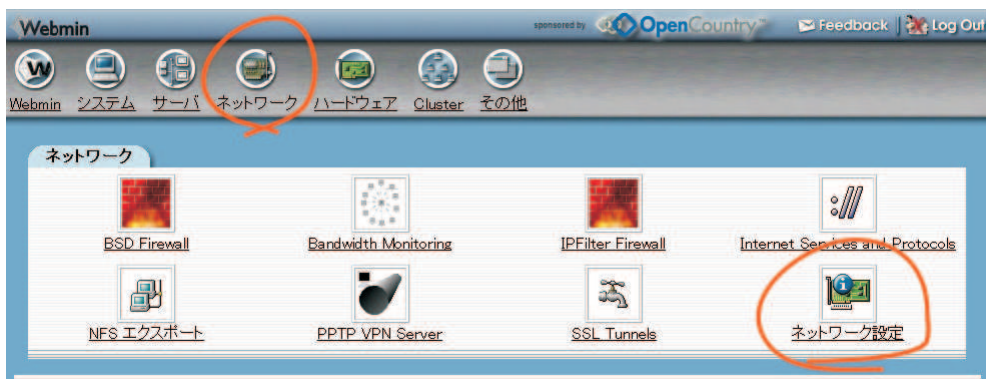 Webmin
sponsored by OpenCountry
Feedback | Log Out
Webmin システム サーバ ネットワーク ハードウェア Cluster その他
ネットワーク
BSD Firewall Bandwidth Monitoring IPFilter Firewall Internet Services and Protocols
NFS エクスポート PPTP VPN Server SSL Tunnels ネットワーク設定